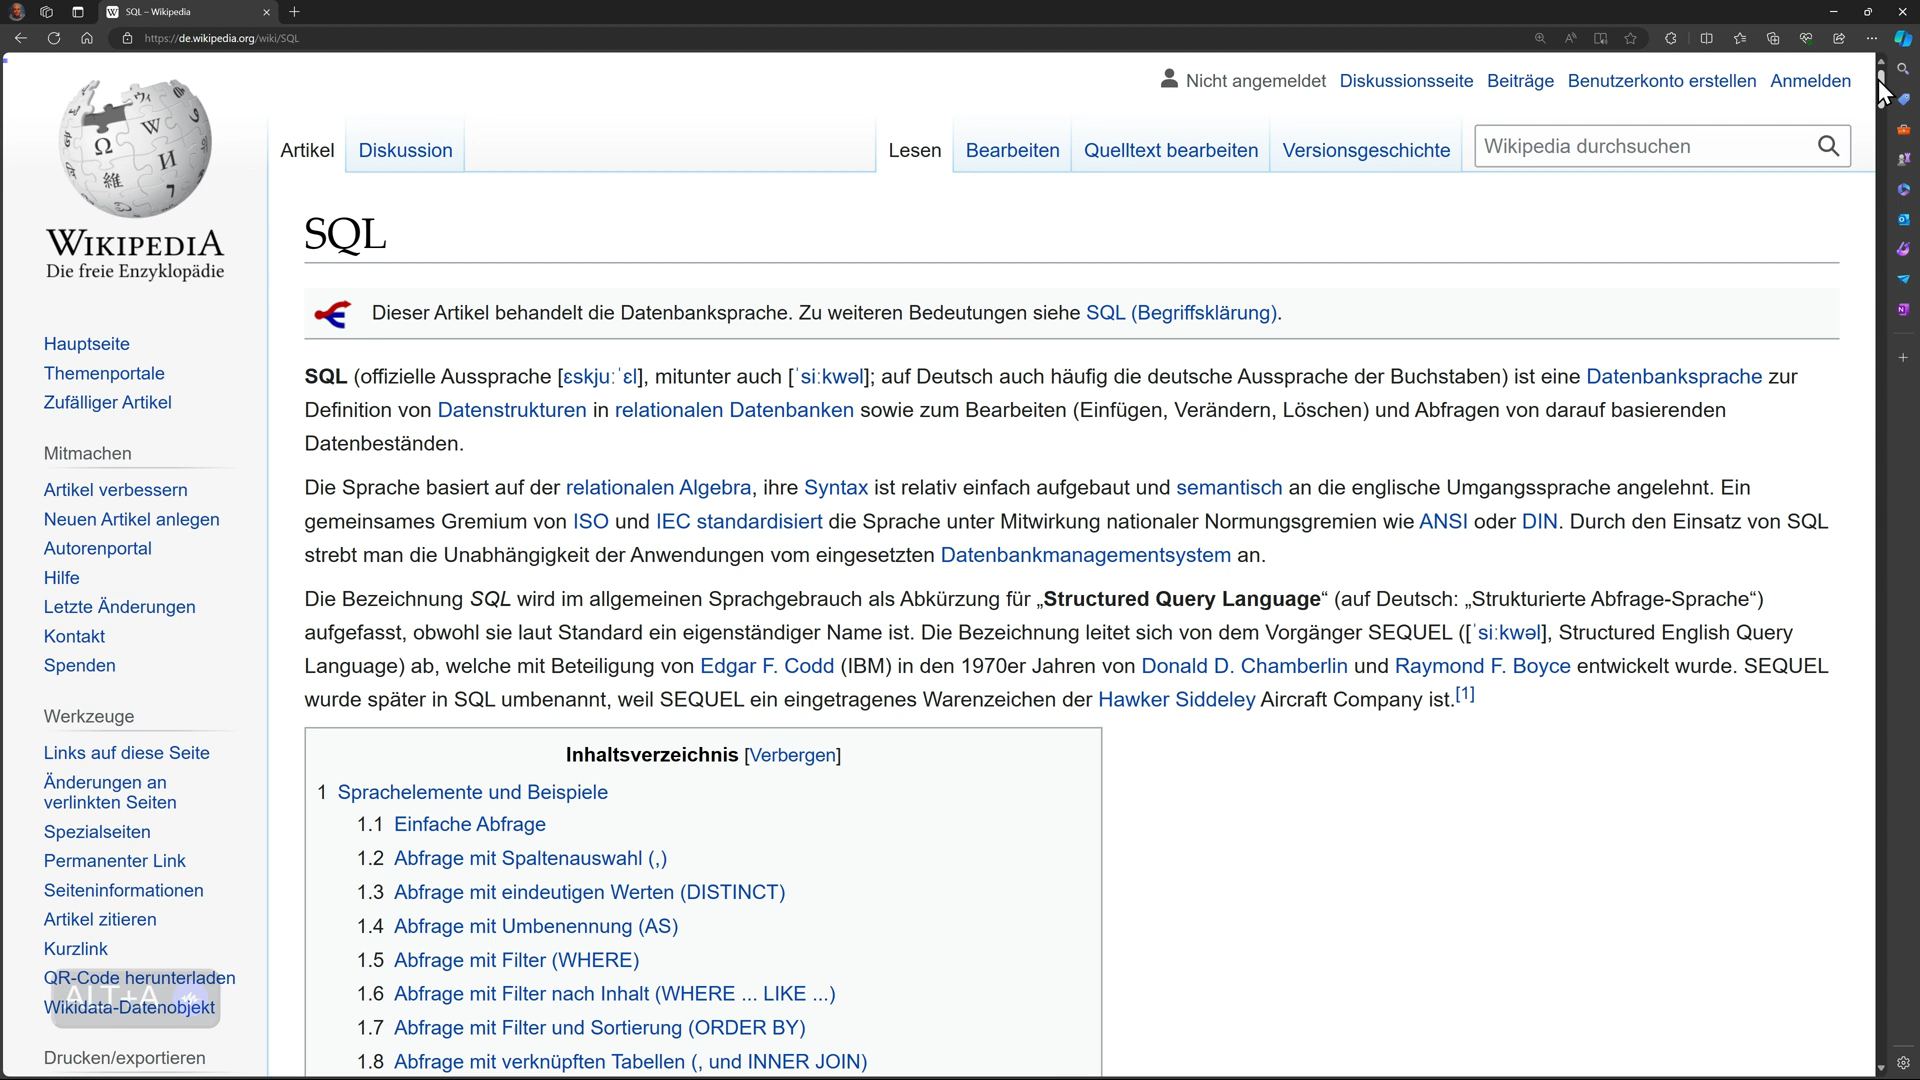 SQL – Wikipedia
https://de.wikipedia.org/wiki/SQL
Nicht angemeldet Diskussionsseite Beiträge Benutzerkonto erstellen Anmelden
Artikel Diskussion Lesen Bearbeiten Quelltext bearbeiten Versionsgeschichte Wikipedia durchsuchen
WIKIPEDIA
Die freie Enzyklopädie
Hauptseite
Themenportale
Zufälliger Artikel
Mitmachen
Artikel verbessern
Neuen Artikel anlegen
Autorenportal
Hilfe
Letzte Änderungen
Kontakt
Spenden
Werkzeuge
Links auf diese Seite
Änderungen an
verlinkten Seiten
Spezialseiten
Permanenter Link
Seiteninformationen
Artikel zitieren
Kurzlink
QR-Code herunterladen
ALT+A
Wikidata-Datenobjekt
Drucken/exportieren
SQL
Dieser Artikel behandelt die Datenbanksprache. Zu weiteren Bedeutungen siehe SQL (Begriffsklärung).
SQL (offizielle Aussprache [ɛskjuːˈɛl], mitunter auch [ˈsiːkwəl]; auf Deutsch auch häufig die deutsche Aussprache der Buchstaben) ist eine Datenbanksprache zur
Definition von Datenstrukturen in relationalen Datenbanken sowie zum Bearbeiten (Einfügen, Verändern, Löschen) und Abfragen von darauf basierenden
Datenbeständen.
Die Sprache basiert auf der relationalen Algebra, ihre Syntax ist relativ einfach aufgebaut und semantisch an die englische Umgangssprache angelehnt. Ein
gemeinsames Gremium von ISO und IEC standardisiert die Sprache unter Mitwirkung nationaler Normungsgremien wie ANSI oder DIN. Durch den Einsatz von SQL
strebt man die Unabhängigkeit der Anwendungen vom eingesetzten Datenbankmanagementsystem an.
Die Bezeichnung SQL wird im allgemeinen Sprachgebrauch als Abkürzung für „Structured Query Language“ (auf Deutsch: „Strukturierte Abfrage-Sprache“)
aufgefasst, obwohl sie laut Standard ein eigenständiger Name ist. Die Bezeichnung leitet sich von dem Vorgänger SEQUEL ([ˈsiːkwəl], Structured English Query
Language) ab, welche mit Beteiligung von Edgar F. Codd (IBM) in den 1970er Jahren von Donald D. Chamberlin und Raymond F. Boyce entwickelt wurde. SEQUEL
wurde später in SQL umbenannt, weil SEQUEL ein eingetragenes Warenzeichen der Hawker Siddeley Aircraft Company ist.[1]
Inhaltsverzeichnis [Verbergen]
1 Sprachelemente und Beispiele
1.1 Einfache Abfrage
1.2 Abfrage mit Spaltenauswahl (,)
1.3 Abfrage mit eindeutigen Werten (DISTINCT)
1.4 Abfrage mit Umbenennung (AS)
1.5 Abfrage mit Filter (WHERE)
1.6 Abfrage mit Filter nach Inhalt (WHERE ... LIKE ...)
1.7 Abfrage mit Filter und Sortierung (ORDER BY)
1.8 Abfrage mit verknüpften Tabellen (, und INNER JOIN)